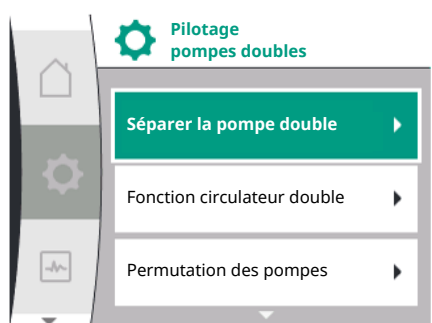 Pilotage
pompes doubles
Séparer la pompe double
Fonction circulateur double
Permutation des pompes